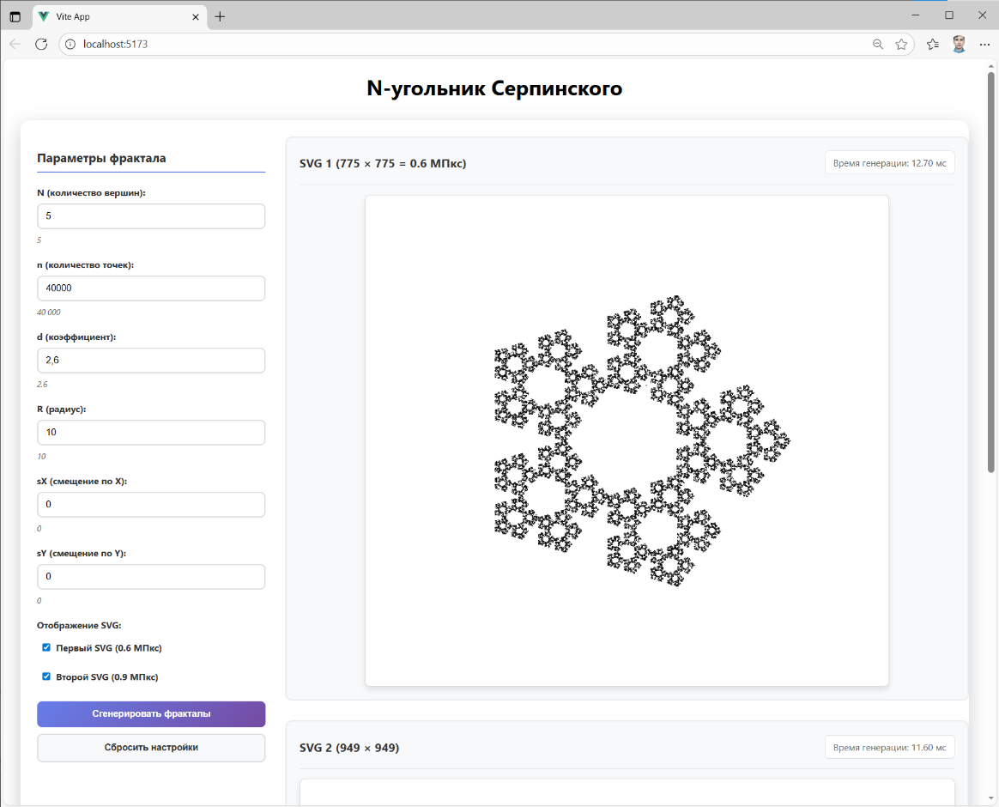 Vite App
localhost:5173
N-угольник Серпинского
Параметры фрактала
N (количество вершин):
5
5
n (количество точек):
40000
40 000
d (коэффициент):
2,6
2.6
R (радиус):
10
10
sX (смещение по X):
0
0
sY (смещение по Y):
0
0
Отображение SVG:
Первый SVG (0.6 МПкс)
Второй SVG (0.9 МПкс)
Сгенерировать фракталы
Сбросить настройки
SVG 1 (775 × 775 = 0.6 МПкс)
Время генерации: 12.70 мс
SVG 2 (949 × 949)
Время генерации: 11.60 мс